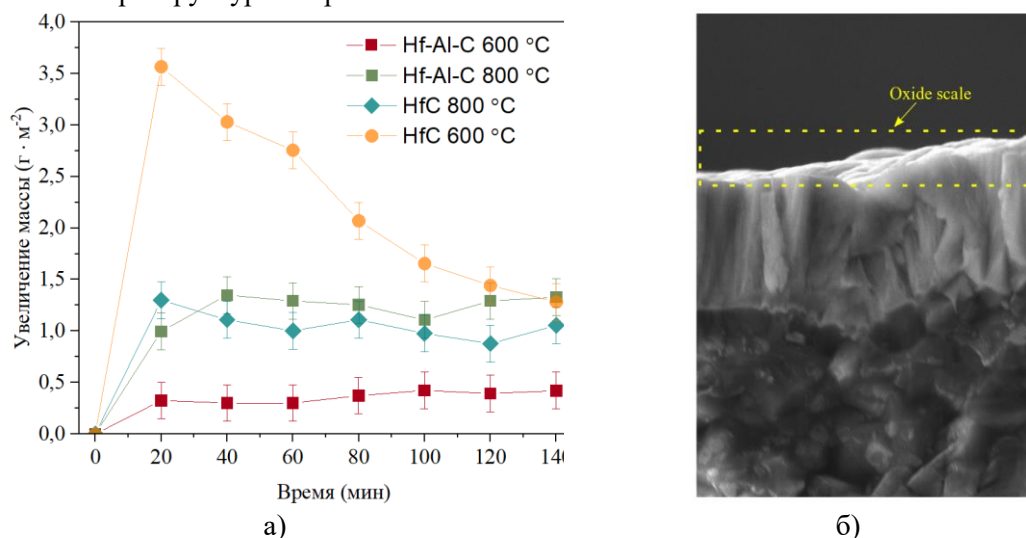 4,0
3,5
3,0
2,5
2,0
1,5
1,0
0,5
0,0
Увеличение массы (г · м-2)
Hf-Al-C 600 °C
Hf-Al-C 800 °C
HfC 800 °C
HfC 600 °C
0 20 40 60 80 100 120 140
Время (мин)
а)
Oxide scale
б)